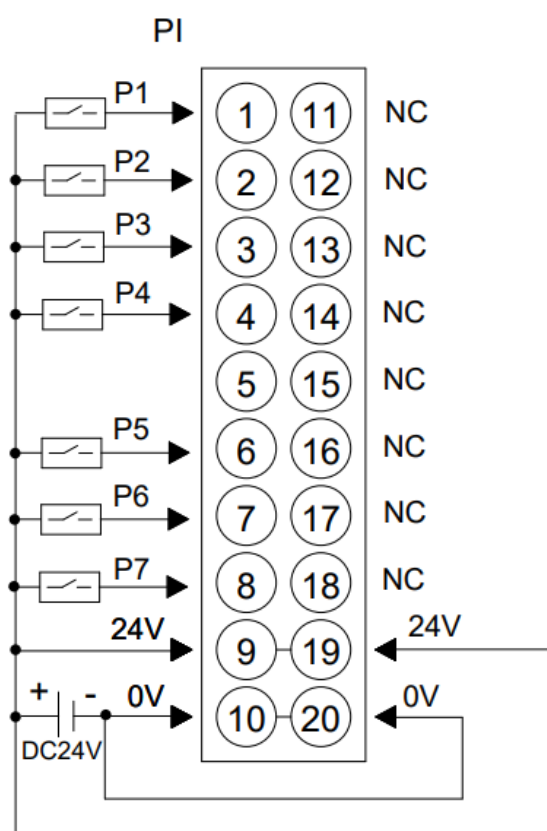 PI
P1 1 11 NC
P2 2 12 NC
P3 3 13 NC
P4 4 14 NC
5 15 NC
P5 6 16 NC
P6 7 17 NC
P7 8 18 NC
24V 9 19 24V
+ - 0V 10 20 0V
DC24V